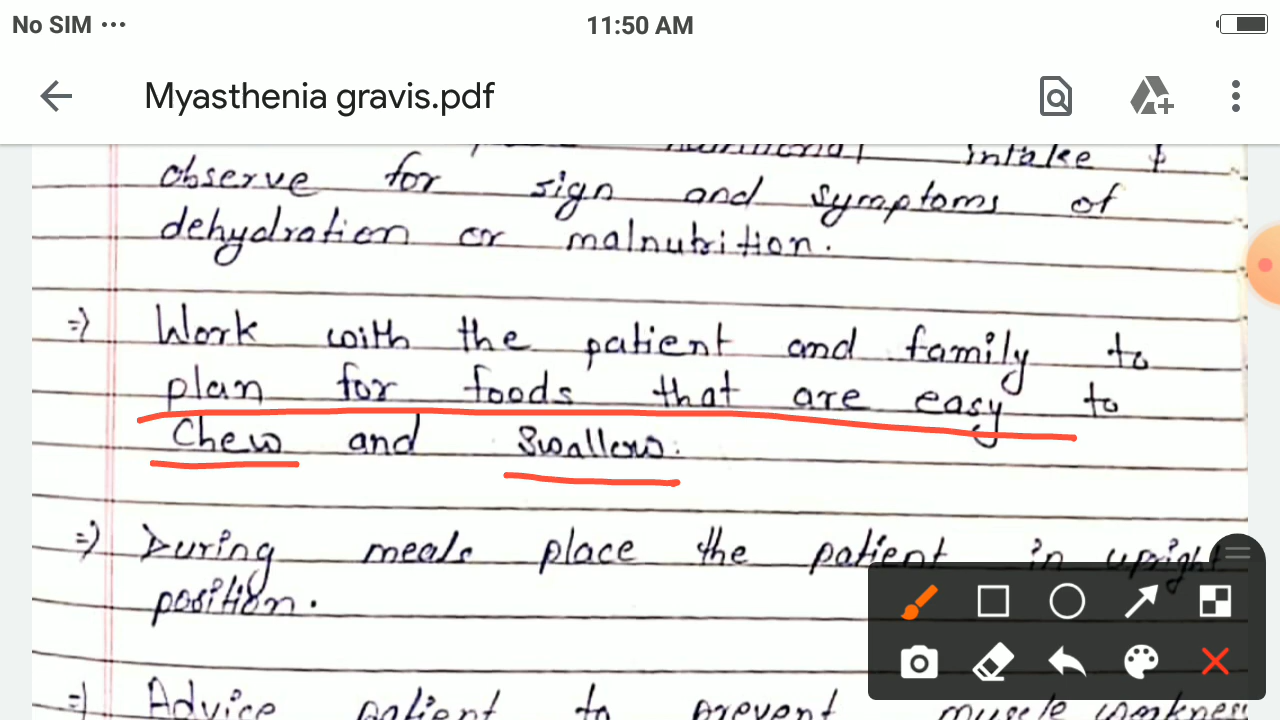 No SIM ...
11:50 AM
Myasthenia gravis.pdf
nutritional intake &
observe for sign and symptoms of
dehydration or malnutrition.
=> Work with the patient and family to
plan for foods that are easy to
Chew and Swallow.
=> During meals place the patient in upright
position.
=> Advice patient to prevent muscle weakness